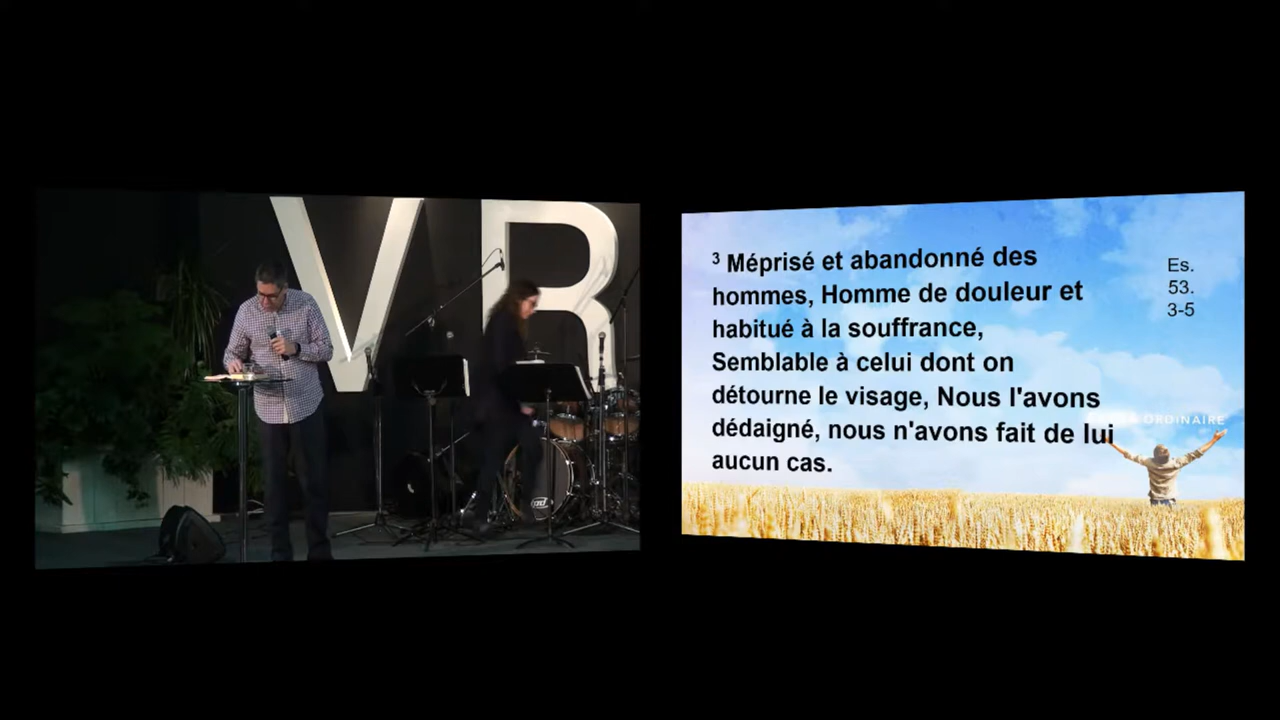 VR
³ Méprisé et abandonné des
hommes, Homme de douleur et
habitué à la souffrance,
Semblable à celui dont on
détourne le visage, Nous l'avons
dédaigné, nous n'avons fait de lui
aucun cas.
Es.
53.
3-5
ORDINAIRE